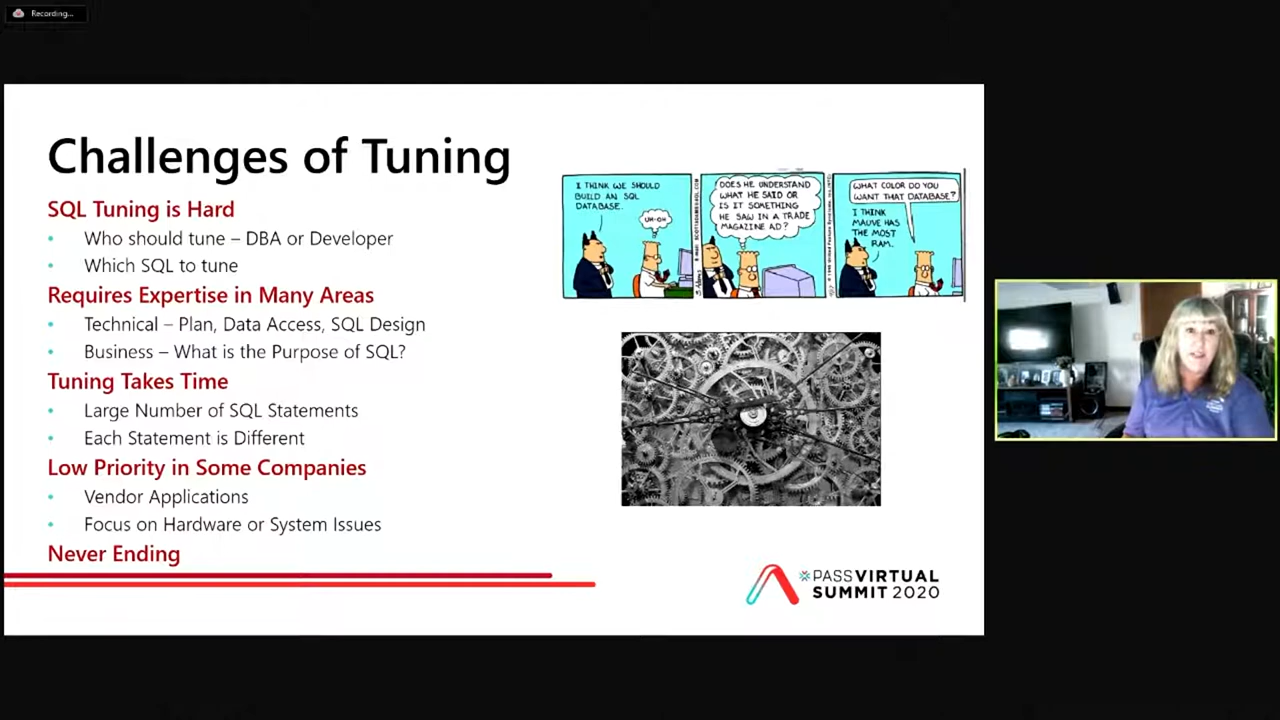 Recording...
Challenges of Tuning
SQL Tuning is Hard
• Who should tune – DBA or Developer
• Which SQL to tune
Requires Expertise in Many Areas
• Technical – Plan, Data Access, SQL Design
• Business – What is the Purpose of SQL?
Tuning Takes Time
• Large Number of SQL Statements
• Each Statement is Different
Low Priority in Some Companies
• Vendor Applications
• Focus on Hardware or System Issues
Never Ending
I THINK WE SHOULD
BUILD AN SQL
DATABASE.
UH-OH
DOES HE UNDERSTAND
WHAT HE SAID OR
IS IT SOMETHING
HE SAW IN A TRADE
MAGAZINE AD?
WHAT COLOR DO YOU
WANT THAT DATABASE?
I THINK
MAUVE HAS
THE MOST
RAM.
PASS VIRTUAL
SUMMIT 2020